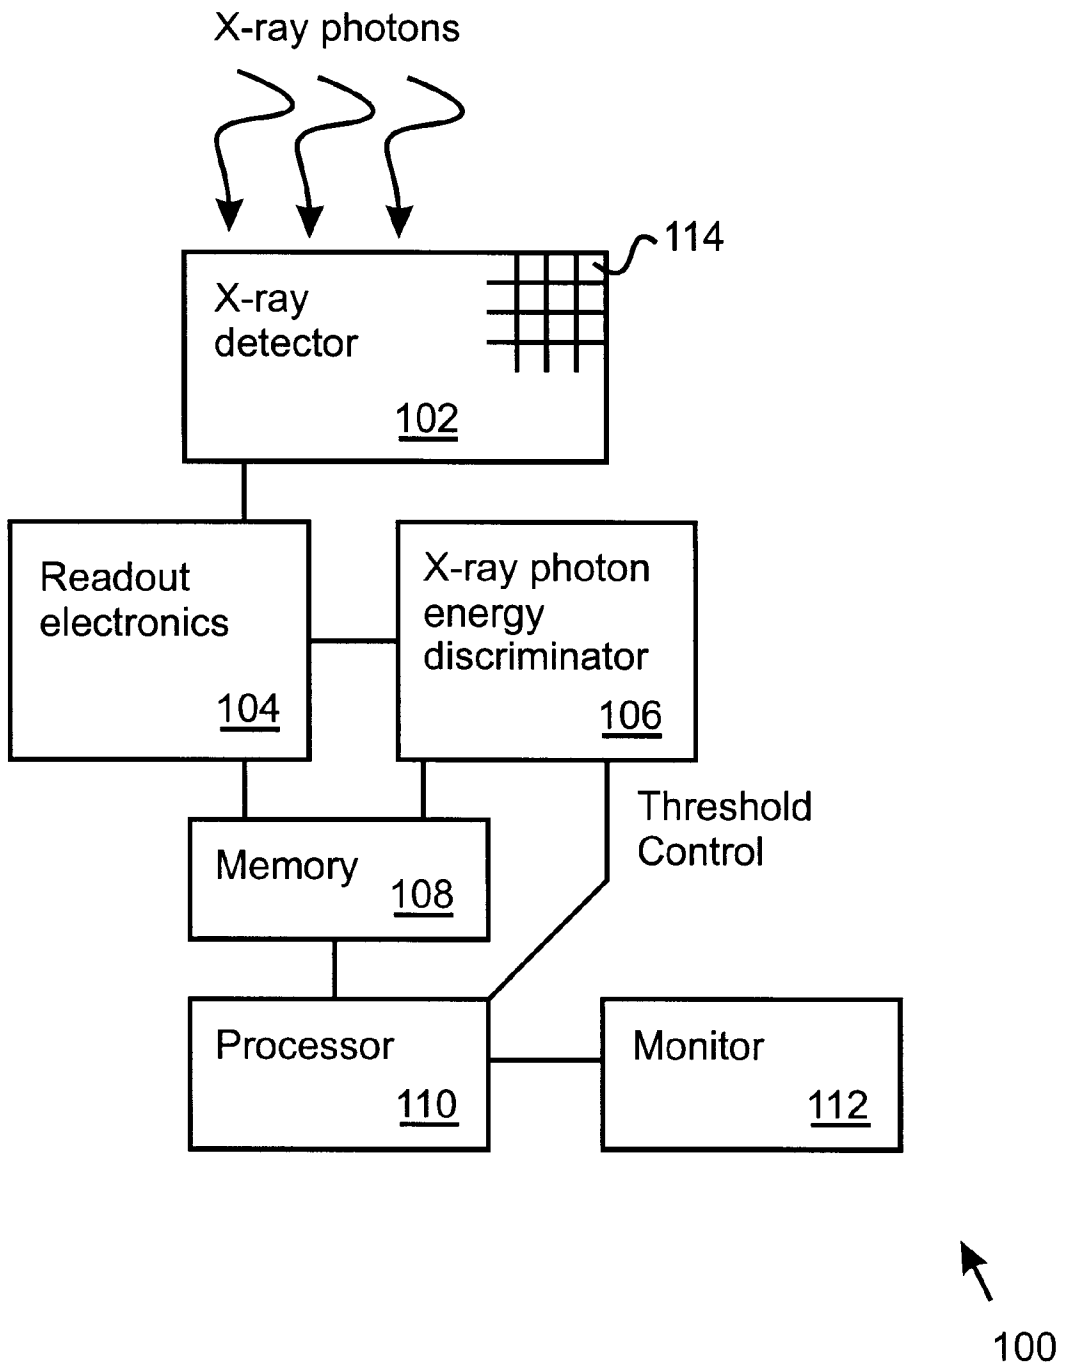 X-ray photons
114
X-ray
detector
102
Readout
electronics
104
X-ray photon
energy
discriminator
106
Threshold
Control
Memory
108
Processor
110
Monitor
112
100